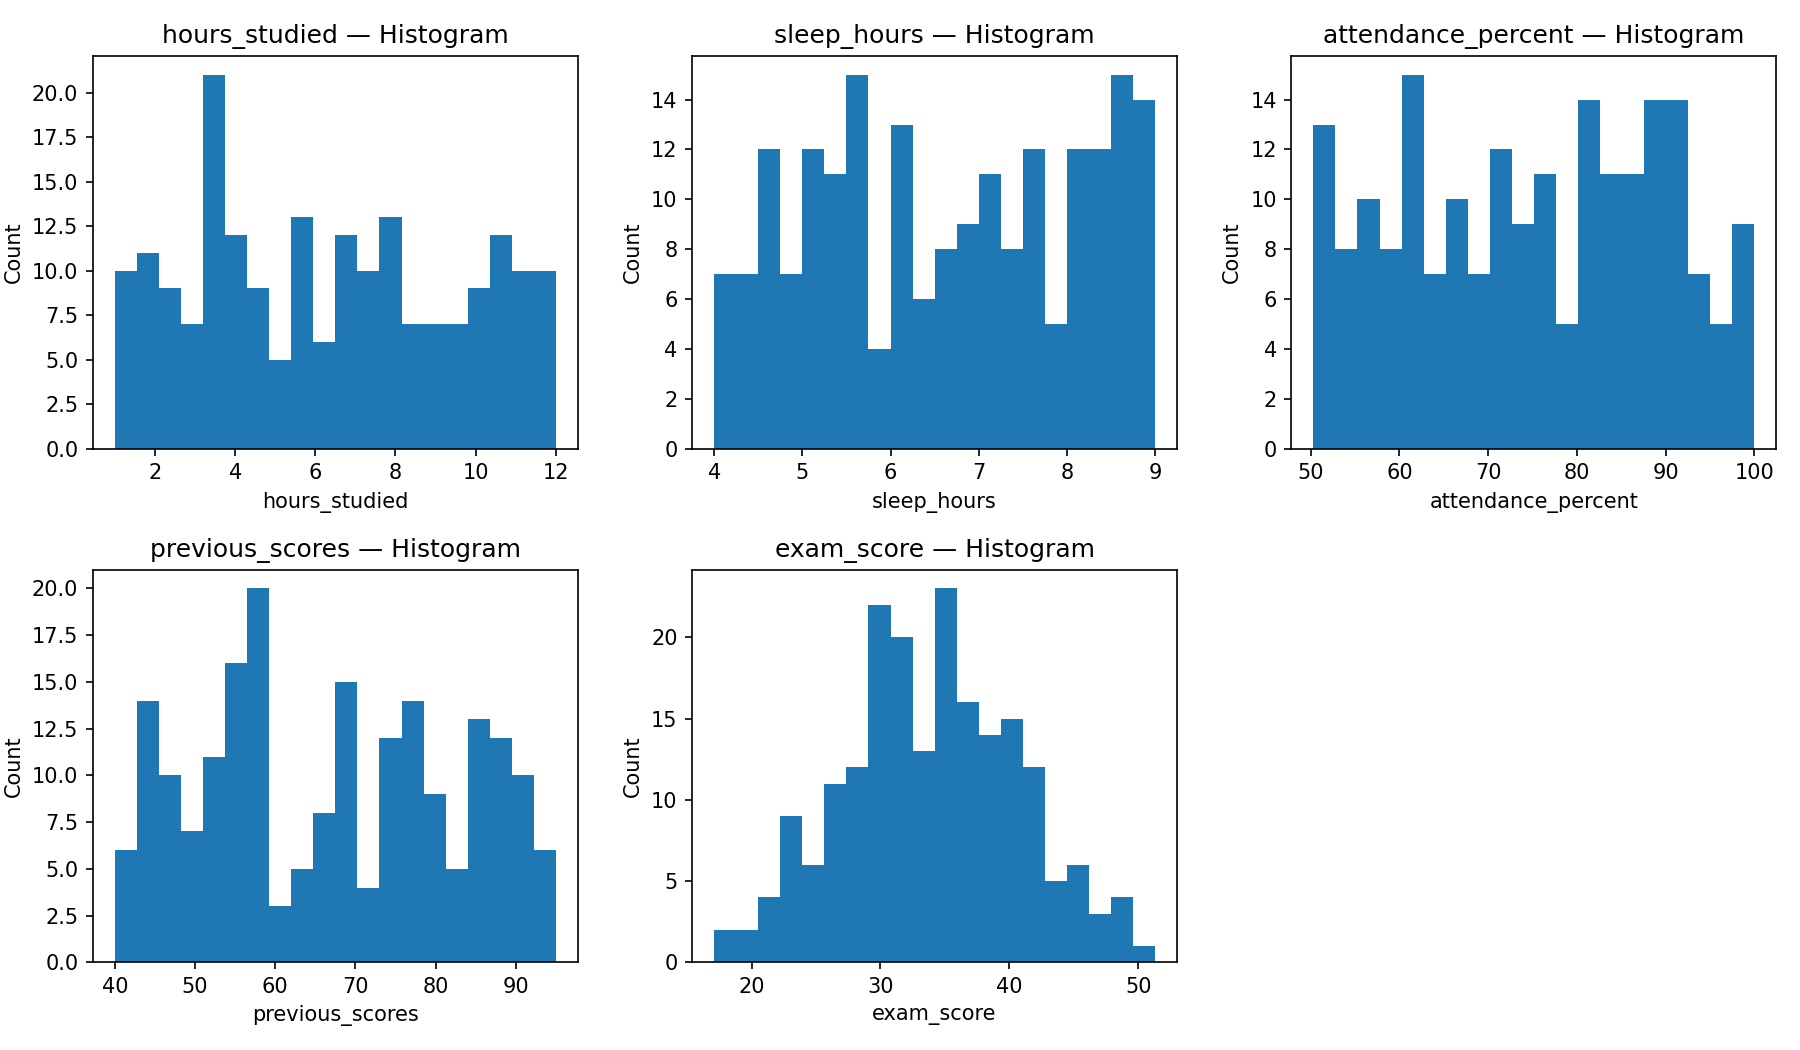 hours_studied — Histogram
20.0
17.5
15.0
12.5
10.0
7.5
5.0
2.5
0.0
Count
2 4 6 8 10 12
hours_studied
sleep_hours — Histogram
14
12
10
8
6
4
2
0
Count
4 5 6 7 8 9
sleep_hours
attendance_percent — Histogram
14
12
10
8
6
4
2
0
Count
50 60 70 80 90 100
attendance_percent
previous_scores — Histogram
20.0
17.5
15.0
12.5
10.0
7.5
5.0
2.5
0.0
Count
40 50 60 70 80 90
previous_scores
exam_score — Histogram
20
15
10
5
0
Count
20 30 40 50
exam_score